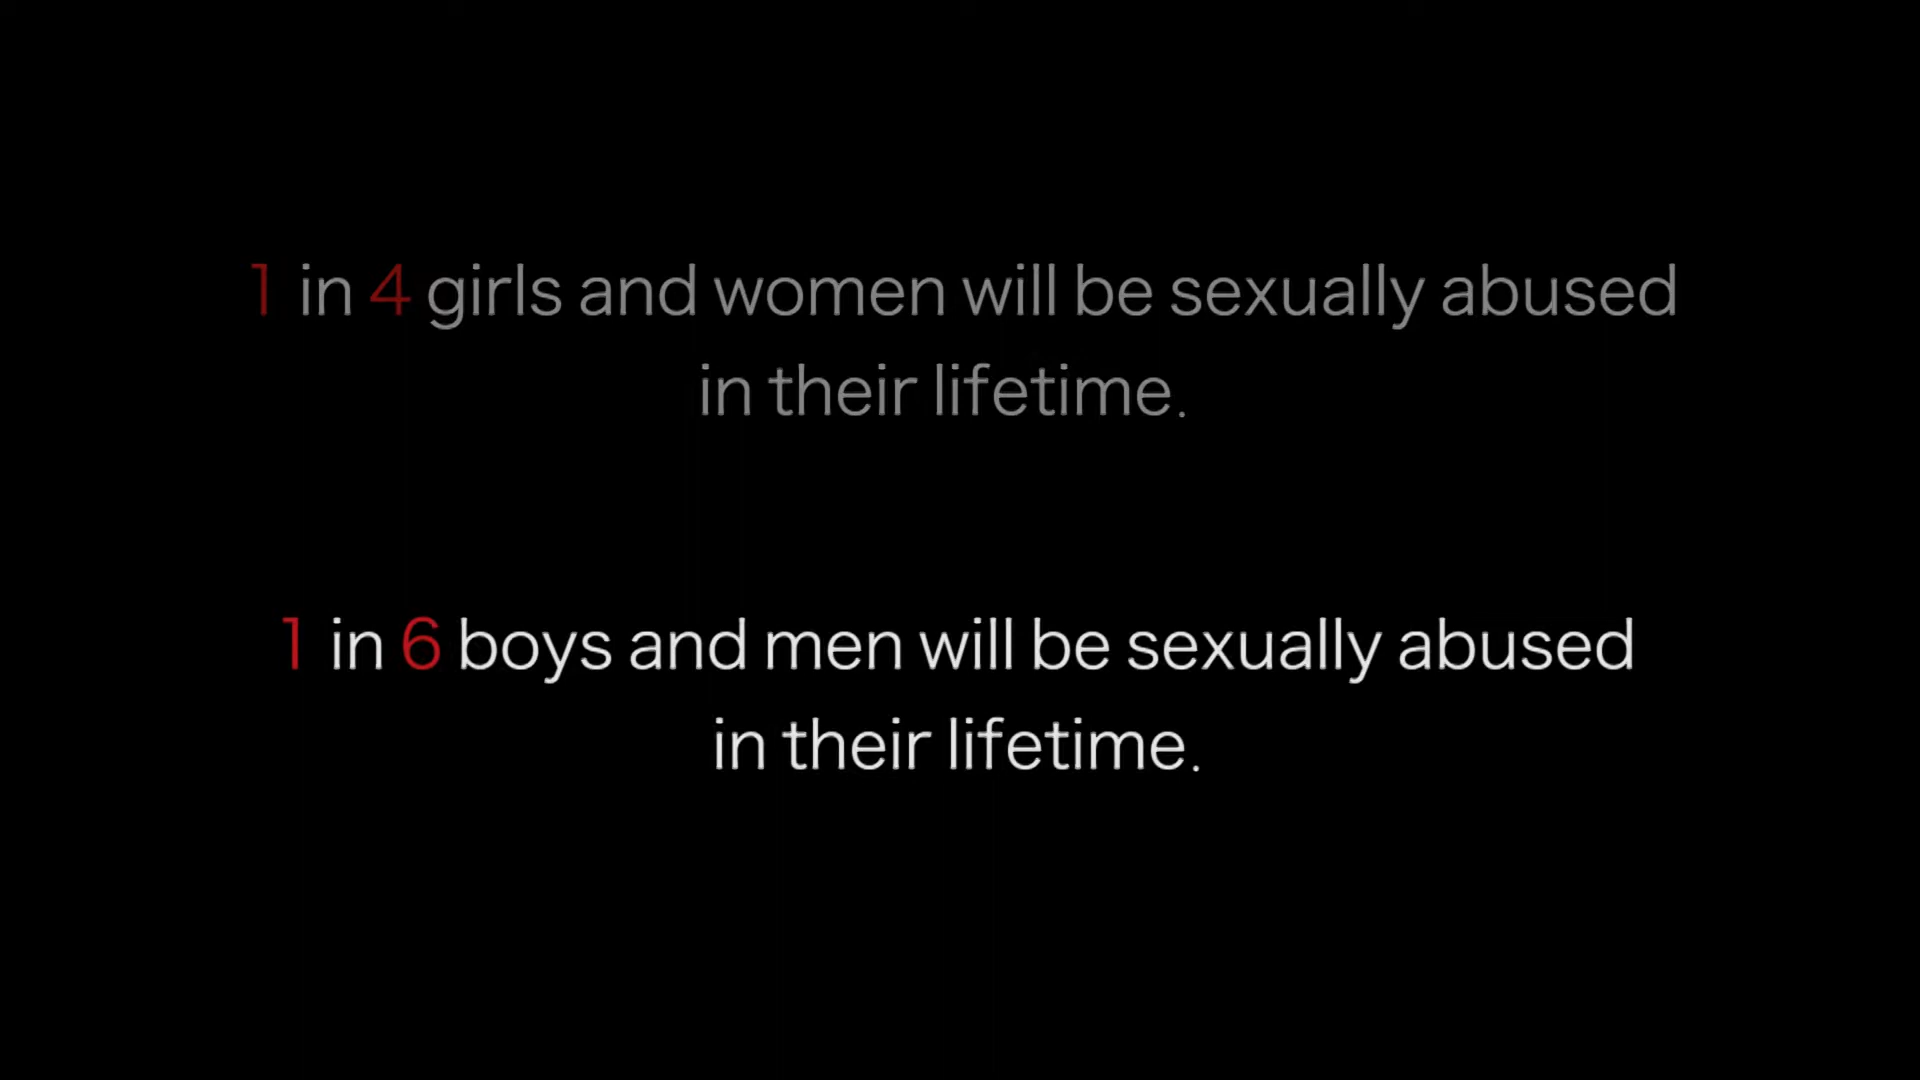 1 in 4 girls and women will be sexually abused
in their lifetime.
1 in 6 boys and men will be sexually abused
in their lifetime.